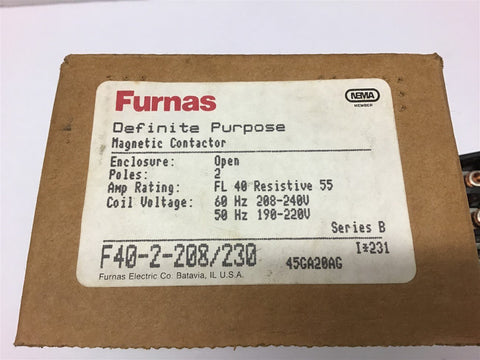 Furnas
NEMA
MEMBER
Definite Purpose
Magnetic Contactor
Enclosure: Open
Poles: 2
Amp Rating: FL 40 Resistive 55
Coil Voltage: 60 Hz 208-240V
50 Hz 190-220V
Series B
F40-2-208/230 45GA20AG I*231
Furnas Electric Co. Batavia, IL U.S.A.